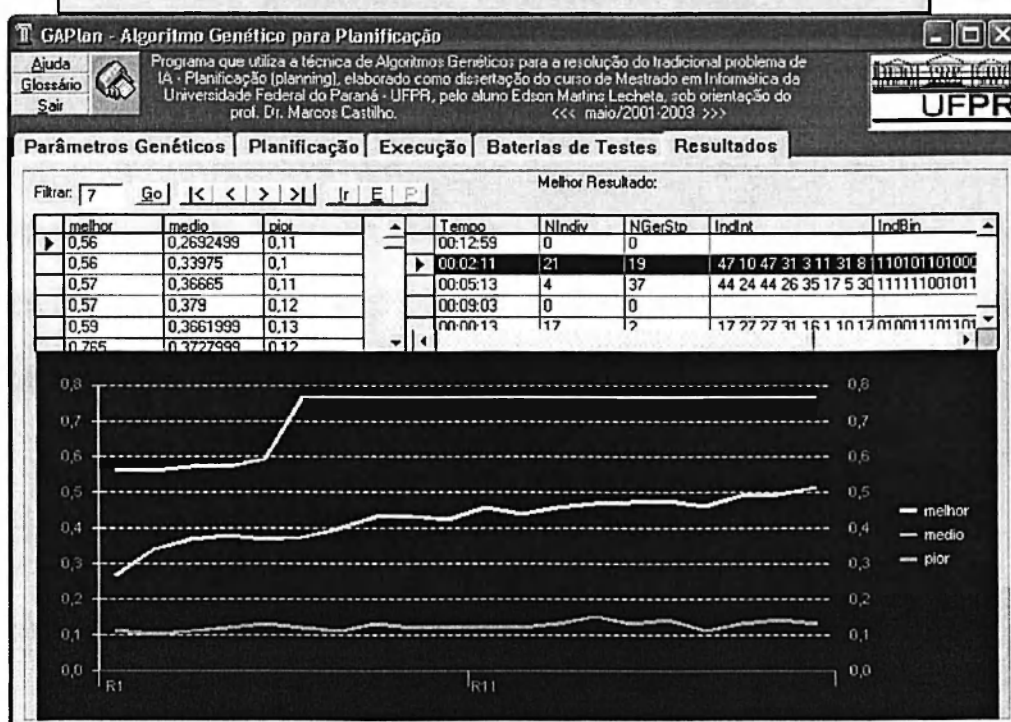 GAPlan - Algoritmo Genético para Planificação
Ajuda
Glossário
Sair
Programa que utiliza a técnica de Algoritmos Genéticos para a resolução do tradicional problema de
IA - Planificação (planning), elaborado como dissertação do curso de Mestrado em Informática da
Universidade Federal do Paraná - UFPR, pelo aluno Edson Martins Lecheta, sob orientação do
prof. Dr. Marcos Castilho. <<< maio/2001-2003 >>>
UFPR
Parâmetros Genéticos Planificação Execução Baterias de Testes Resultados
Filtrar: 7 Go |< < > >| Ir E P
Melhor Resultado:
melhor medio pior
0,56 0,2692499 0,11
0,56 0,33975 0,1
0,57 0,36665 0,11
0,57 0,379 0,12
0,59 0,3661999 0,13
0,765 0,3727999 0,12
Tempo NIndiv NGerStp IndInt IndBin
00:12:59 0 0
00:02:11 21 19 47 10 47 31 3 11 31 8 110101101000
00:05:13 4 37 44 24 44 26 35 17 5 30 111111001011
00:09:03 0 0
00:00:13 17 2 17 27 27 31 16 1 10 17 010011101101
0,8 0,8
0,7 0,7
0,6 0,6
0,5 0,5
0,4 0,4
0,3 0,3
0,2 0,2
0,1 0,1
0,0 0,0
R1 R11
melhor
medio
pior